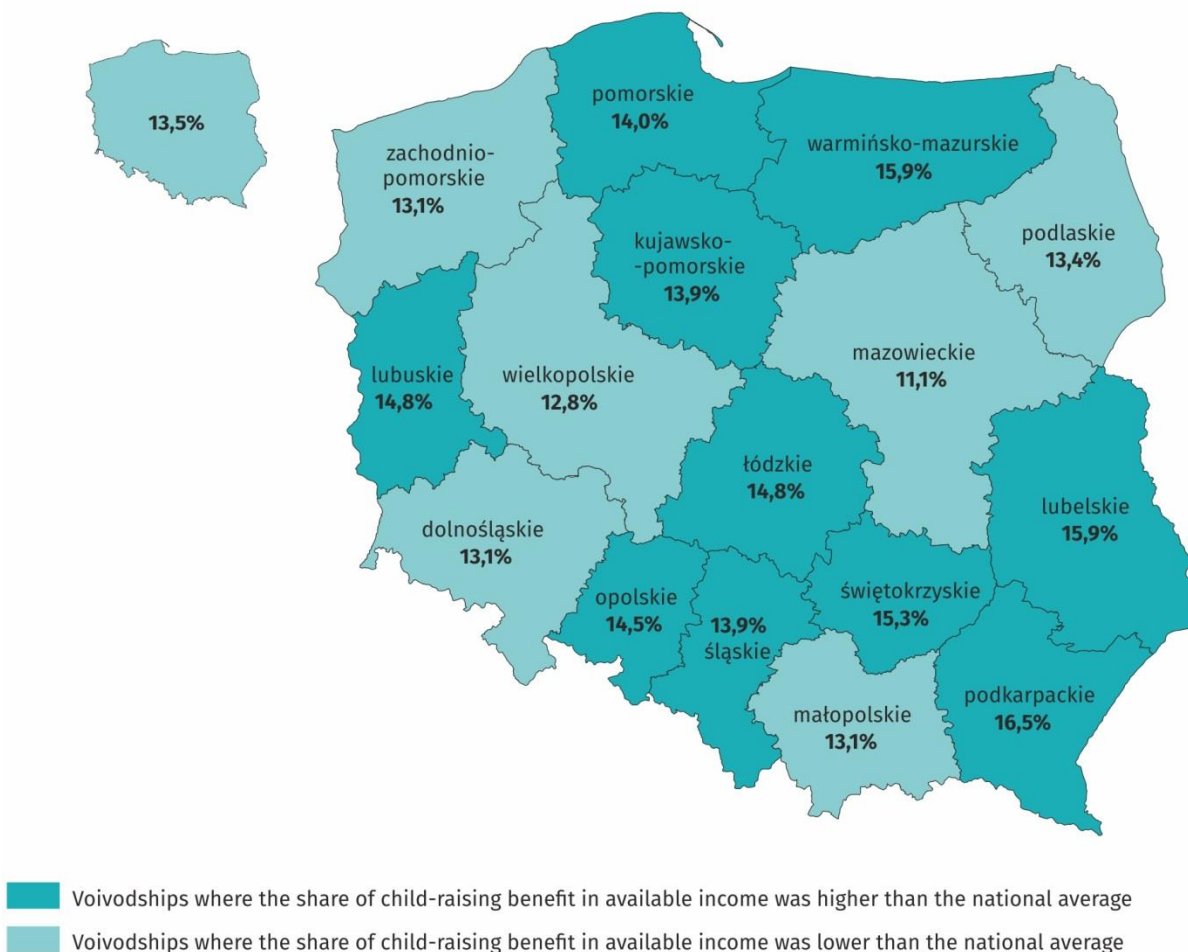 13,5%
pomorskie
14,0%
warmińsko-mazurskie
15,9%
zachodnio-
pomorskie
13,1%
podlaskie
13,4%
kujawsko-
-pomorskie
13,9%
mazowieckie
11,1%
lubuskie
14,8%
wielkopolskie
12,8%
łódzkie
14,8%
lubelskie
15,9%
dolnośląskie
13,1%
opolskie
14,5%
13,9%
śląskie
świętokrzyskie
15,3%
podkarpackie
16,5%
małopolskie
13,1%
Voivodships where the share of child-raising benefit in available income was higher than the national average
Voivodships where the share of child-raising benefit in available income was lower than the national average